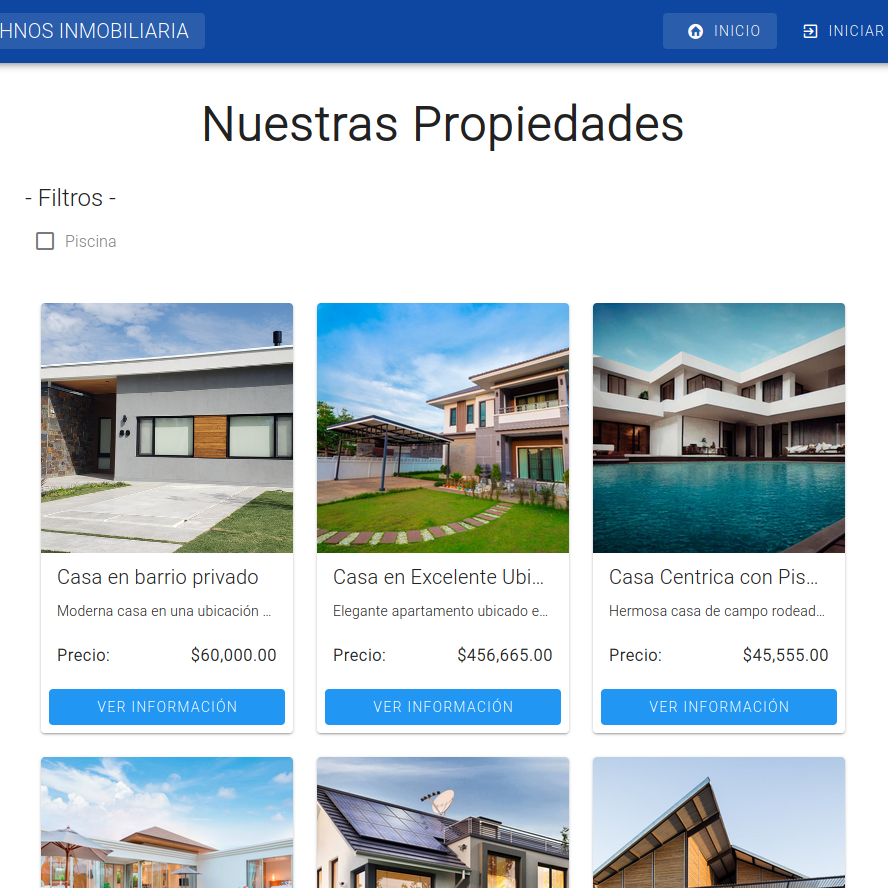 HNOS INMOBILIARIA
INICIO
INICIAR
Nuestras Propiedades
- Filtros -
Piscina
Casa en barrio privado
Moderna casa en una ubicación ...
Precio: $60,000.00
VER INFORMACIÓN
Casa en Excelente Ubi...
Elegante apartamento ubicado e...
Precio: $456,665.00
VER INFORMACIÓN
Casa Centrica con Pis...
Hermosa casa de campo rodead...
Precio: $45,555.00
VER INFORMACIÓN